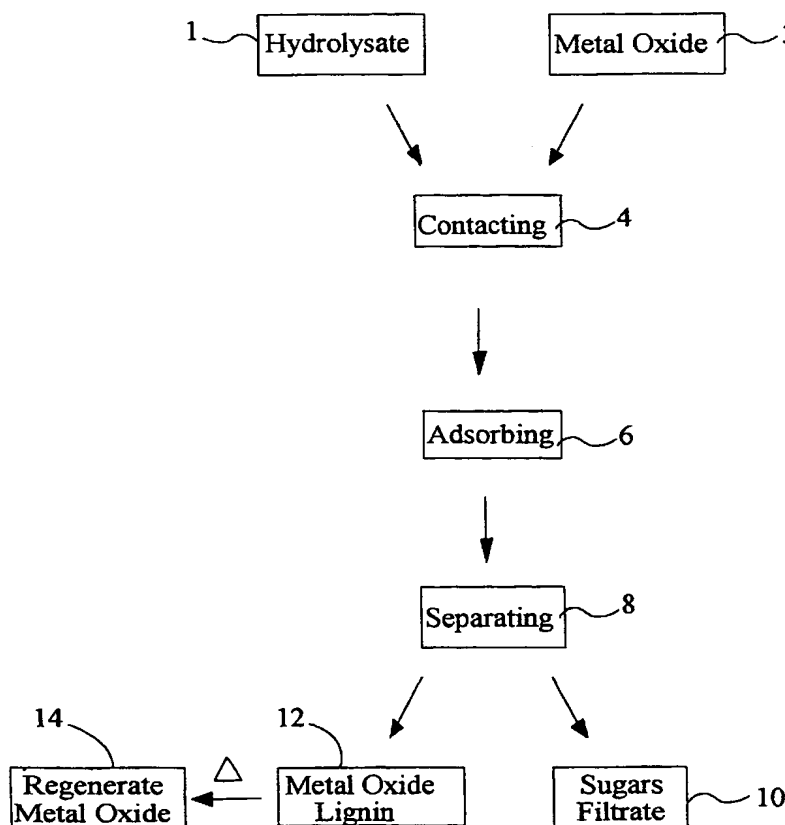 1 Hydrolysate Metal Oxide
Contacting 4
Adsorbing 6
Separating 8
14 12
Regenerate Metal Oxide Sugars
Metal Oxide Lignin Filtrate 10